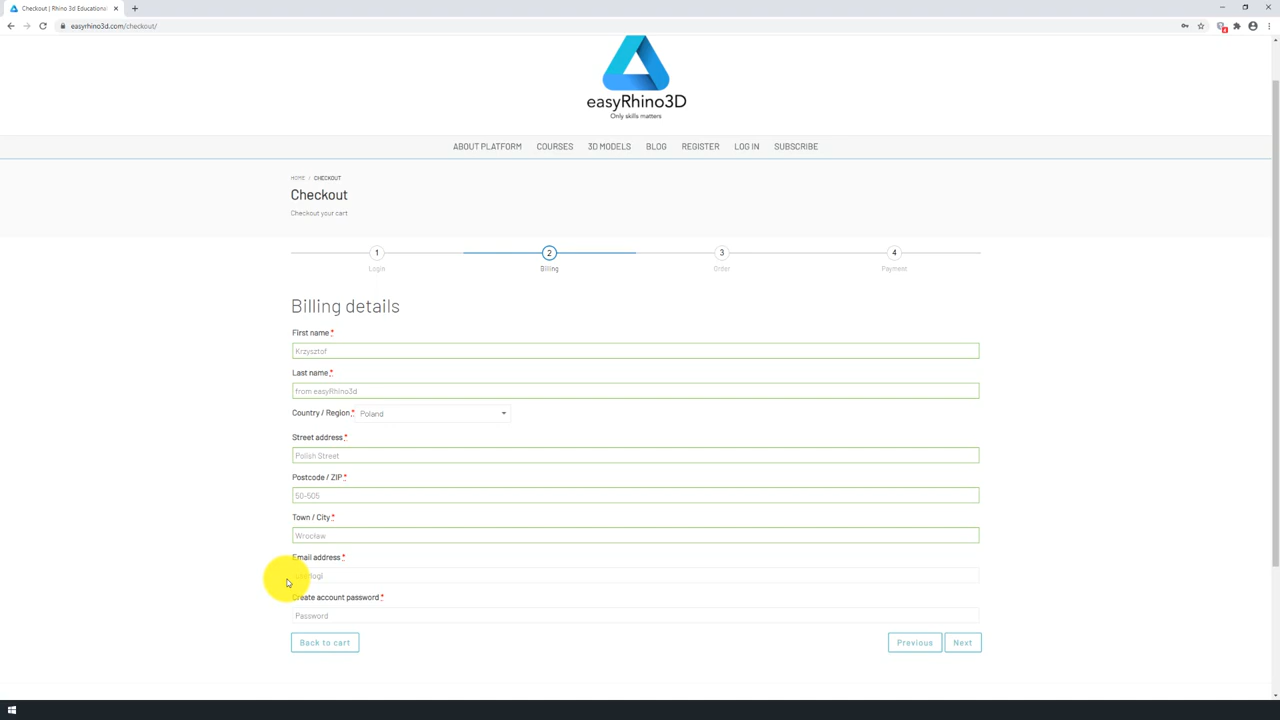 Checkout | Rhino 3D Educational
easyrhino3d.com/checkout/
easyRhino3D
Only skills matters
ABOUT PLATFORM COURSES 3D MODELS BLOG REGISTER LOG IN SUBSCRIBE
HOME / CHECKOUT
Checkout
Checkout your cart
1 2 3 4
Login Billing Order Payment
Billing details
First name *
Krzysztof
Last name *
from easyRhino3d
Country / Region * Poland
Street address *
Polish Street
Postcode / ZIP *
50-505
Town / City *
Wrocław
Email address *
Create account password *
Password
Back to cart Previous Next